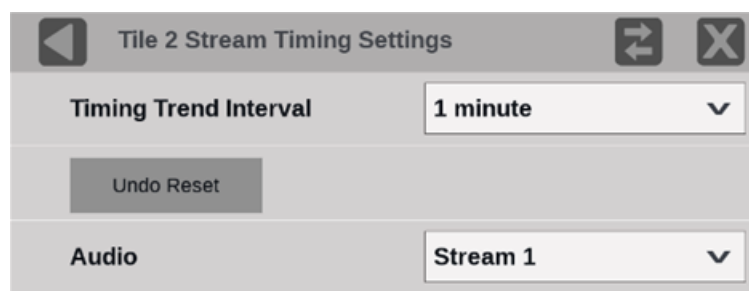 Tile 2 Stream Timing Settings
Timing Trend Interval 1 minute
Undo Reset
Audio Stream 1